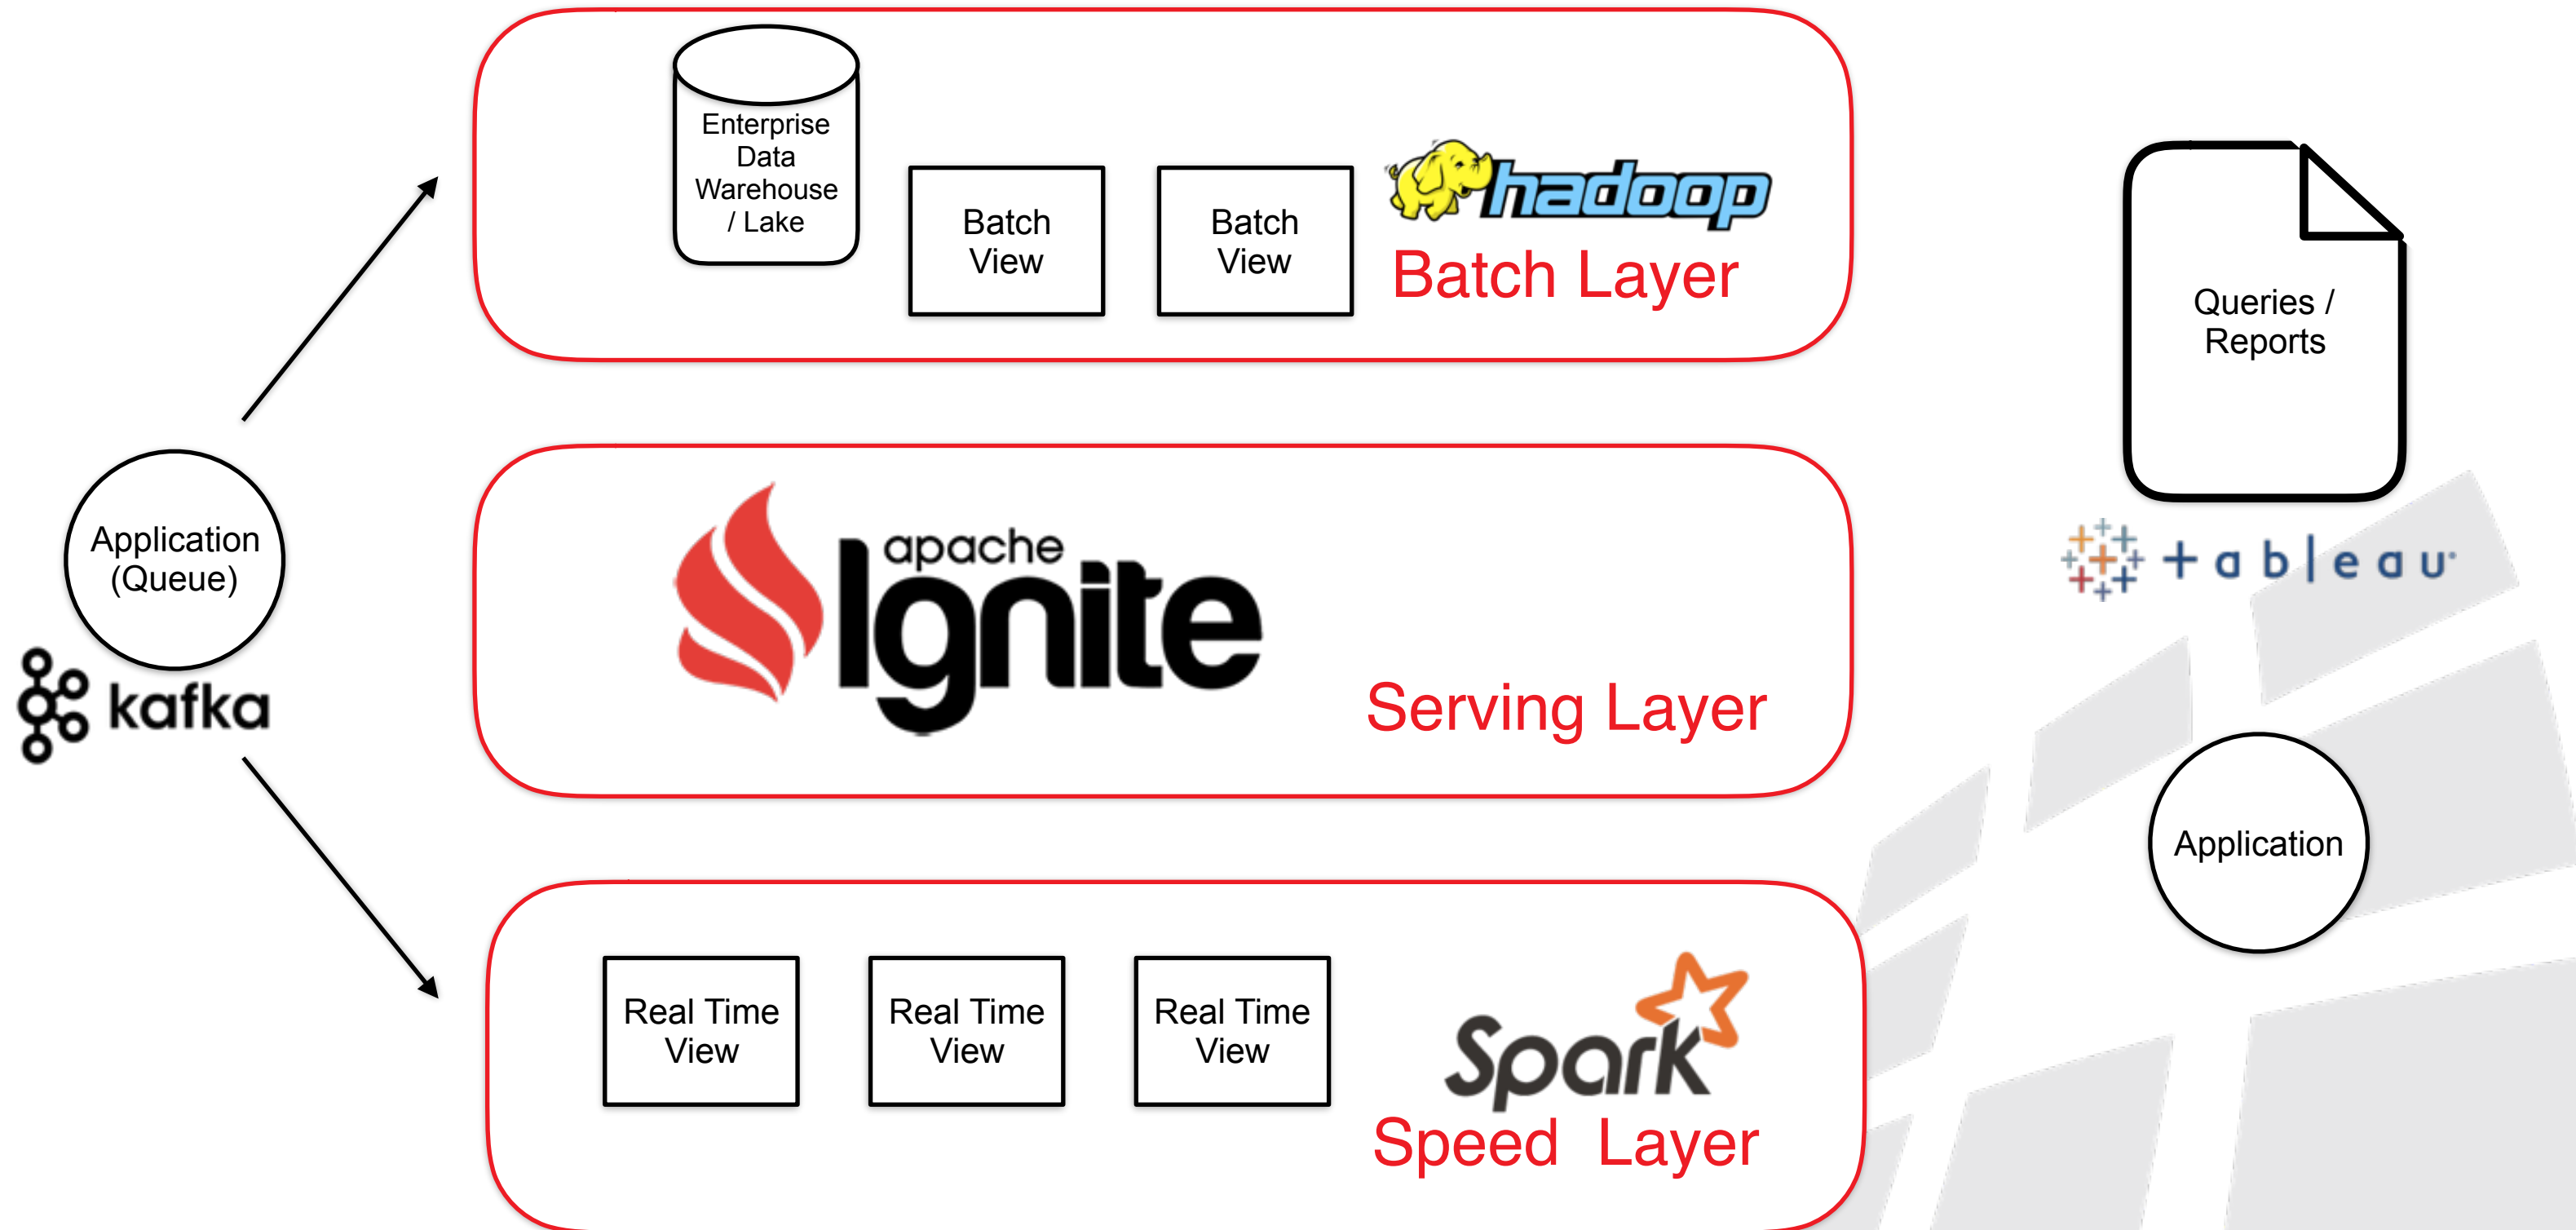 Enterprise
Data
Warehouse
/ Lake
Batch
View
Batch
View
hadoop
Batch Layer
Queries /
Reports
Application
(Queue)
kafka
apache
Ignite
Serving Layer
+ableau
Application
Real Time
View
Real Time
View
Real Time
View
Spark
Speed Layer